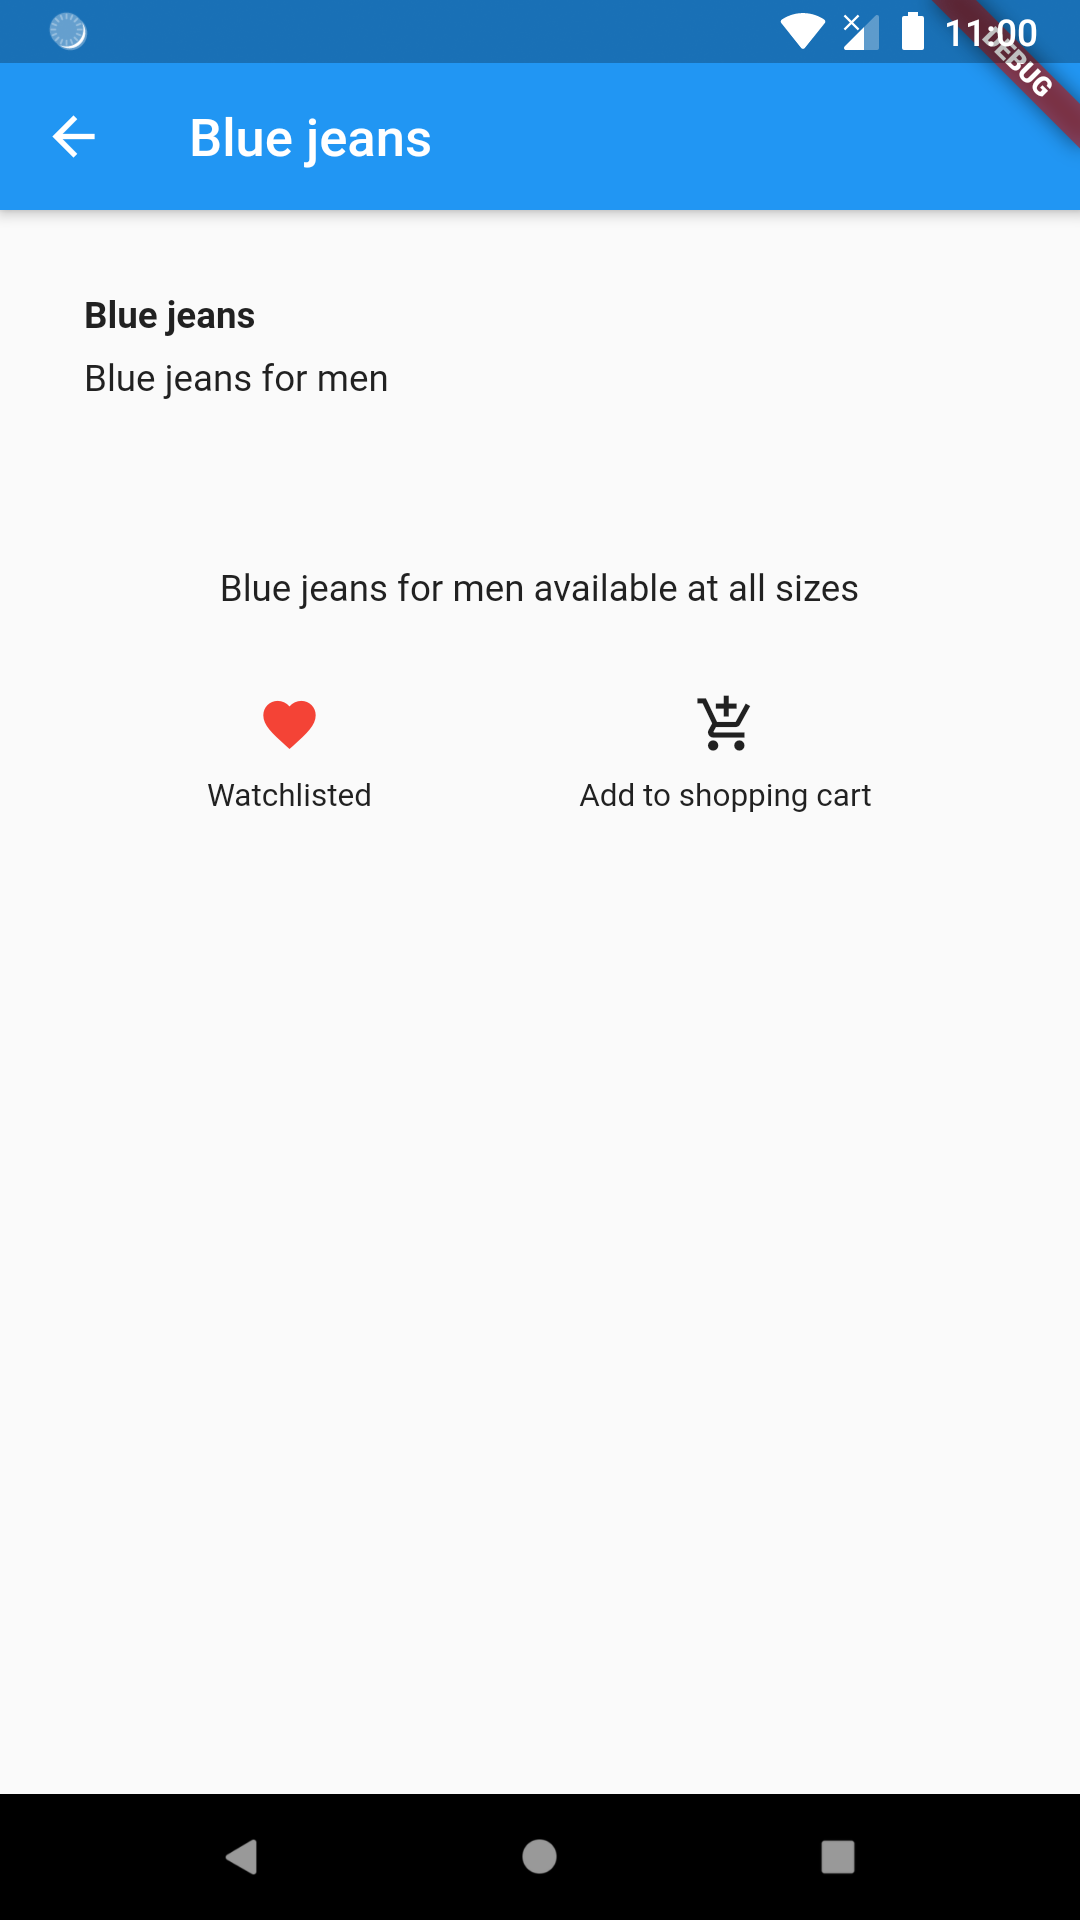 11:00
DEBUG
Blue jeans
Blue jeans
Blue jeans for men
Blue jeans for men available at all sizes
Watchlisted
Add to shopping cart